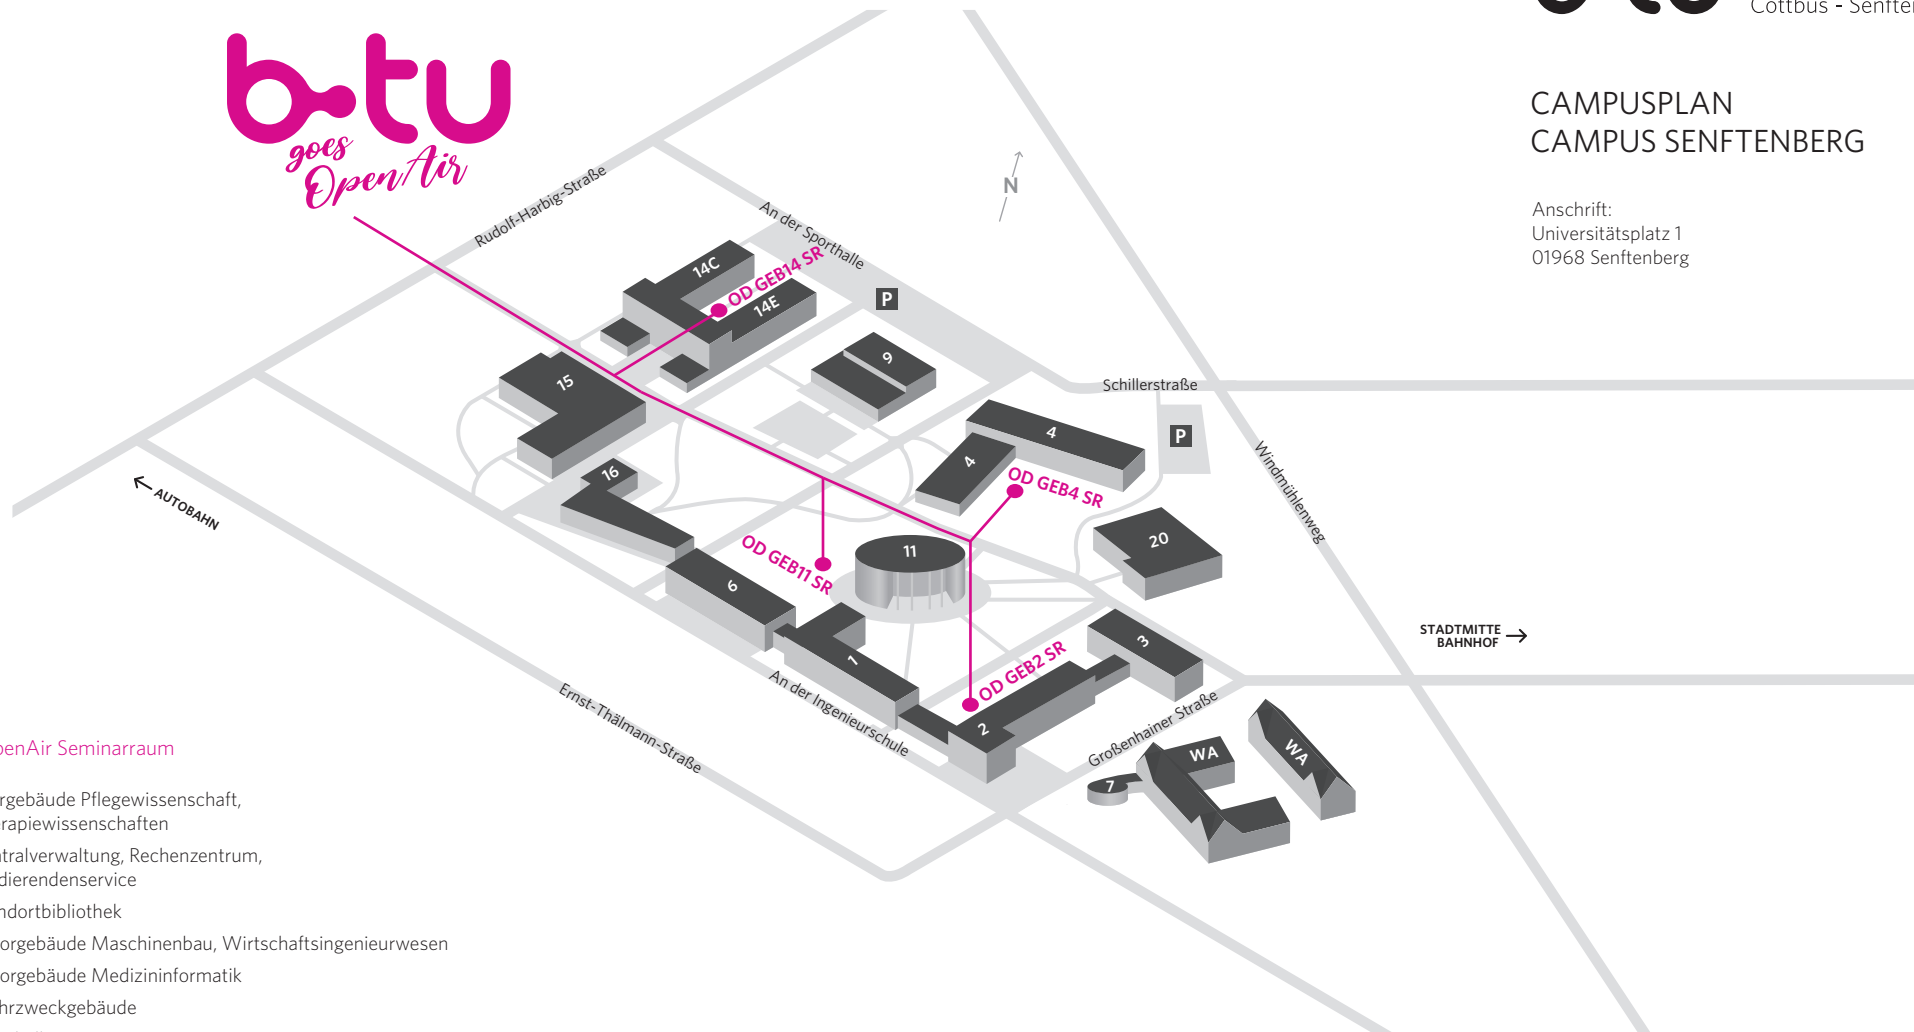 b-tu
goes
OpenAir
Cottbus - Senften
CAMPUSPLAN
CAMPUS SENFTENBERG
Anschrift:
Universitätsplatz 1
01968 Senftenberg
N
Rudolf-Harbig-Straße
An der Sporthalle
14C
OD GEB14 SR
14E
P
9
15
Schillerstraße
4
P
4
OD GEB4 SR
Windmühlenweg
16
AUTOBAHN
20
OD GEB11 SR
11
6
STADTMITTE
BAHNHOF
3
1
OD GEB2 SR
An der Ingenieurschule
Ernst-Thälmann-Straße
2
Großenhainer Straße
WA
WA
7
penAir Seminarraum
rgebäude Pflegewissenschaft,
rapiewissenschaften
tralverwaltung, Rechenzentrum,
dierendenservice
ndortbibliothek
orgebäude Maschinenbau, Wirtschaftsingenieurwesen
orgebäude Medizininformatik
hrzweckgebäude